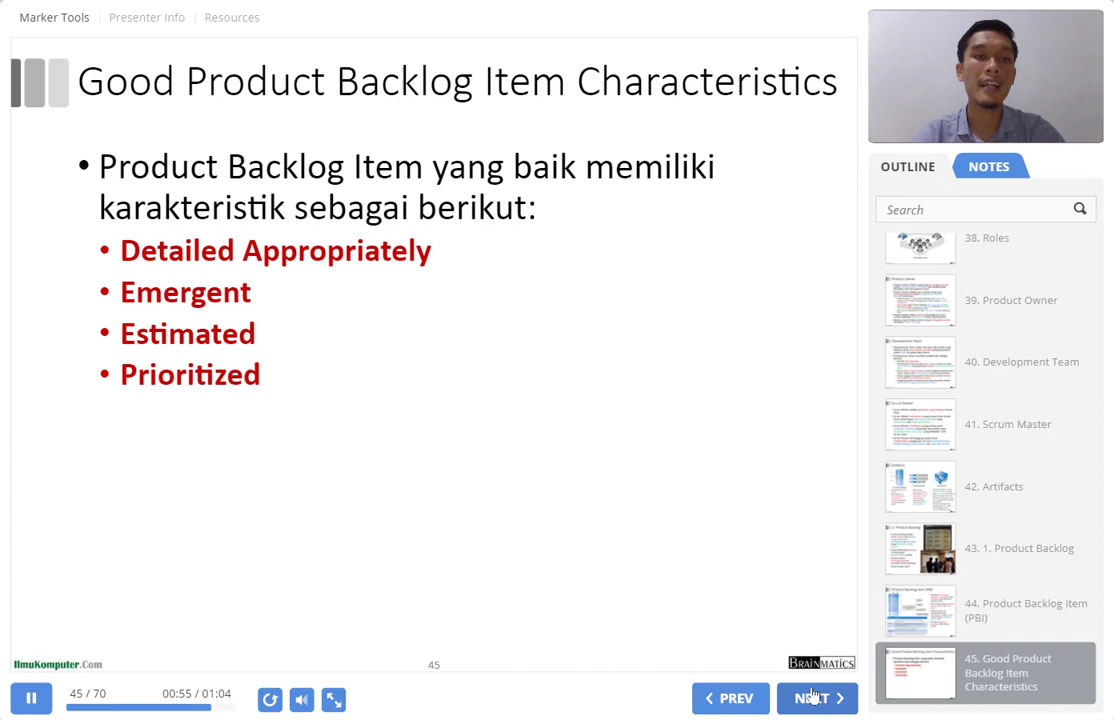 Marker Tools
Presenter Info
Resources
Good Product Backlog Item Characteristics
• Product Backlog Item yang baik memiliki
karakteristik sebagai berikut:
• Detailed Appropriately
• Emergent
• Estimated
• Prioritized
IlmuKomputer.Com
45
BRAINMATICS
45 / 70
00:55 / 01:04
PREV
NEXT
OUTLINE
NOTES
Search
38. Roles
39. Product Owner
40. Development Team
41. Scrum Master
42. Artifacts
43. 1. Product Backlog
44. Product Backlog Item
(PBI)
45. Good Product
Backlog Item
Characteristics